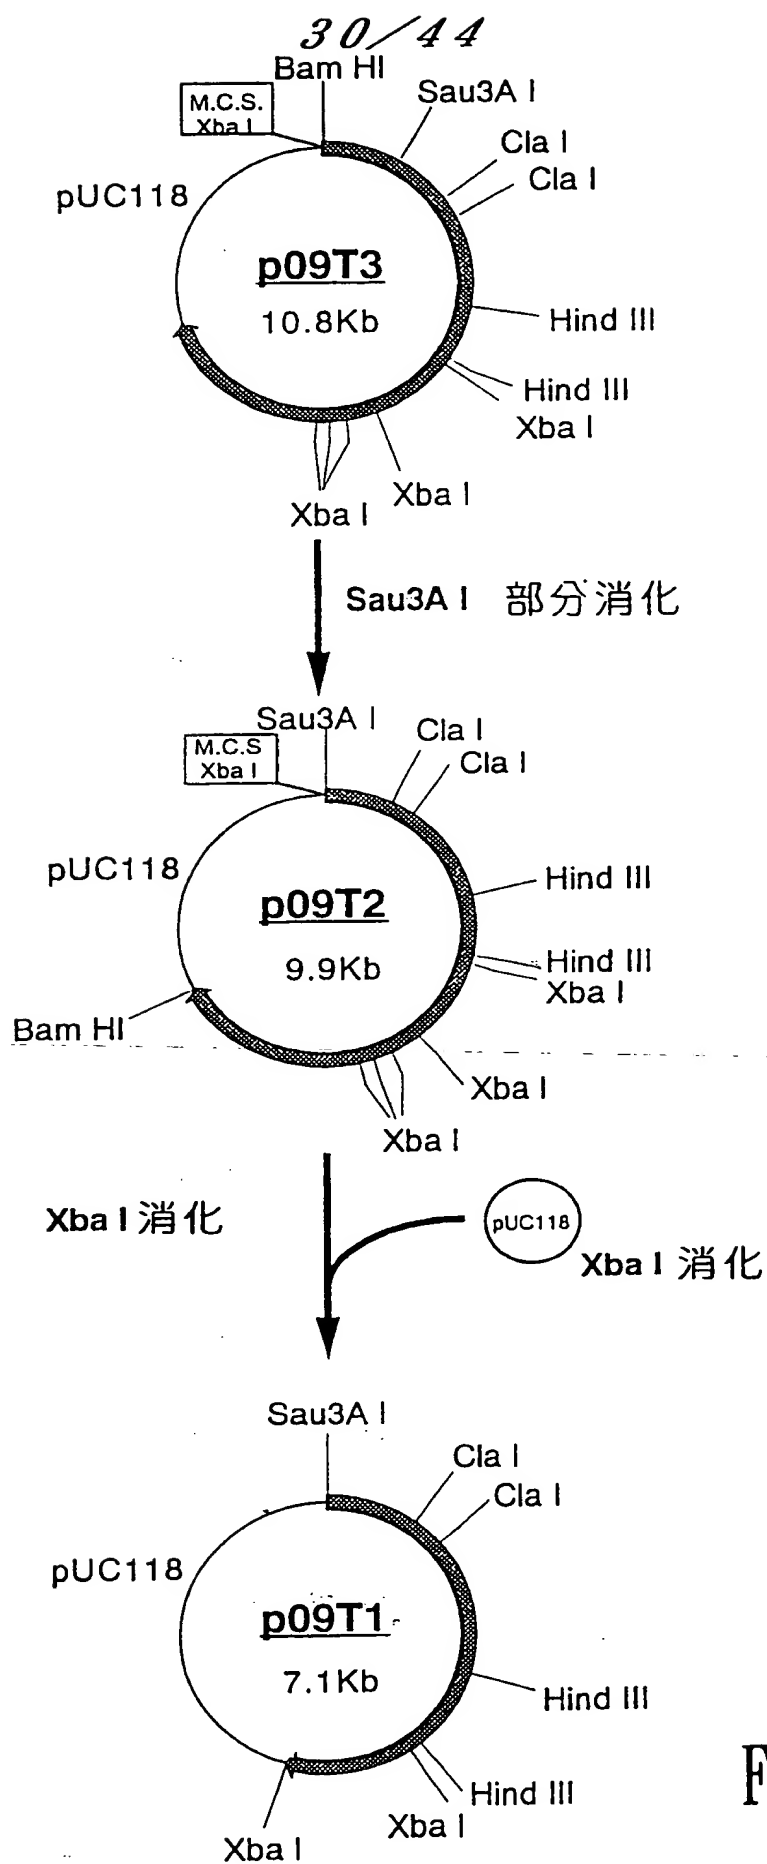 30/44
Bam HI
M.C.S.
Xba I
Sau3A I
Cla I
Cla I
pUC118
p09T3
10.8Kb
Hind III
Hind III
Xba I
Xba I
Xba I
Sau3A I 部分消化
Sau3A I
M.C.S
Xba I
Cla I
Cla I
pUC118
p09T2
9.9Kb
Hind III
Hind III
Xba I
Bam HI
Xba I
Xba I
Xba I 消化
pUC118
Xba I 消化
Sau3A I
Cla I
Cla I
pUC118
p09T1
7.1Kb
Hind III
Hind III
Xba I
Xba I
F